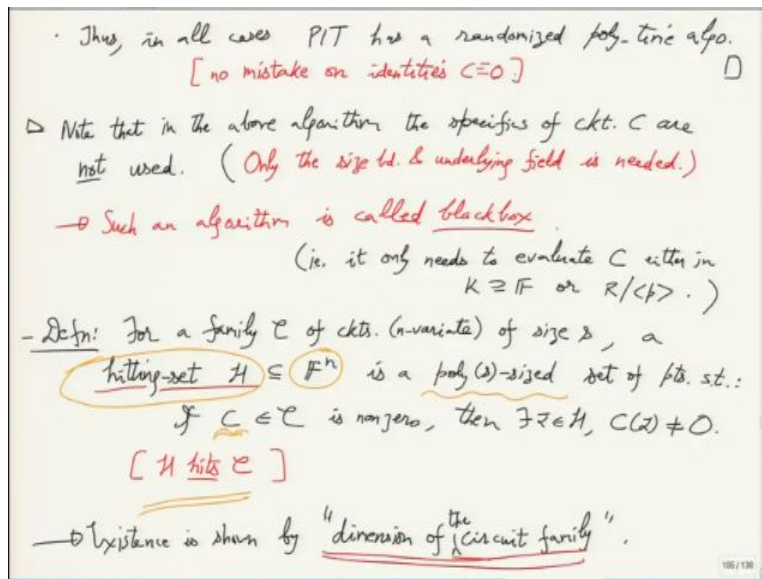 · Thus, in all cases PIT has a randomized poly-time algo.
[no mistake on identities C≡0.] □
▷ Note that in the above algorithm the specifics of ckt. C are
not used. (Only the size bd. & underlying field is needed.)
→ Such an algorithm is called blackbox.
(ie. it only needs to evaluate C either in
K ⊇ 𝔽 or R/<p>.)
- Defn: For a family 𝒞 of ckts. (n-variate) of size s, a
hitting-set ℋ ⊆ 𝔽ⁿ is a poly(s)-sized set of pts. s.t.:
If C ∈ 𝒞 is nonzero, then ∃z∈ℋ, C(z) ≠ 0.
[ℋ hits 𝒞]
→ Existence is shown by "dimension of the circuit family".
105 / 138